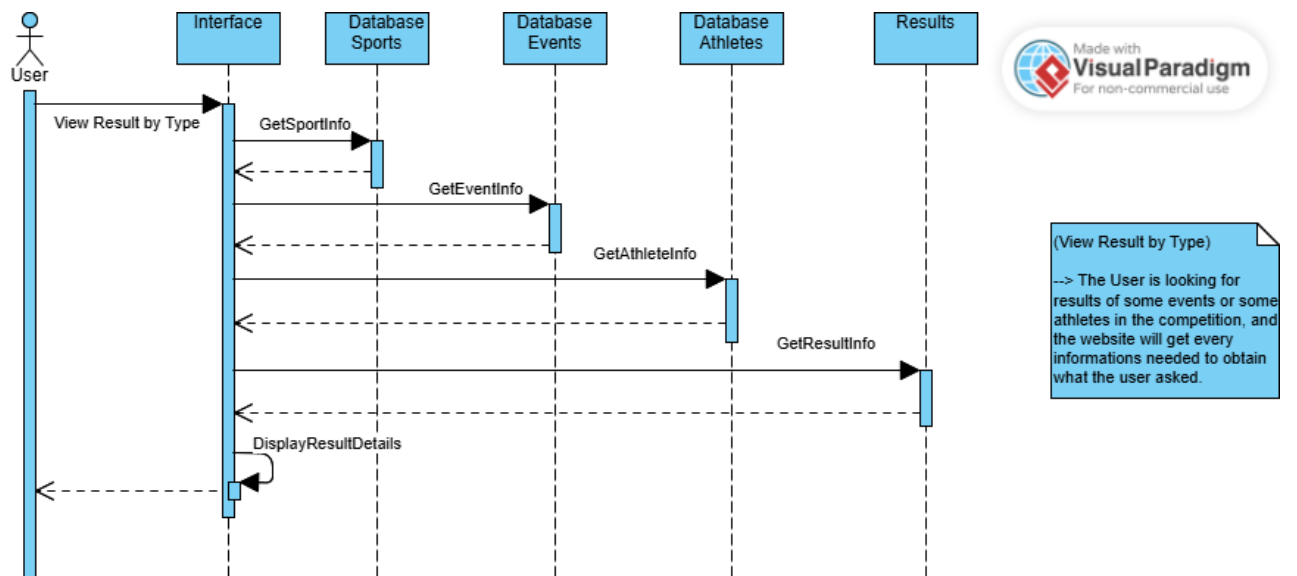 User
Interface
Database
Sports
Database
Events
Database
Athletes
Results
Made with
Visual Paradigm
For non-commercial use
View Result by Type
GetSportInfo
GetEventInfo
GetAthleteInfo
GetResultInfo
DisplayResultDetails
(View Result by Type)
--> The User is looking for
results of some events or some
athletes in the competition, and
the website will get every
informations needed to obtain
what the user asked.